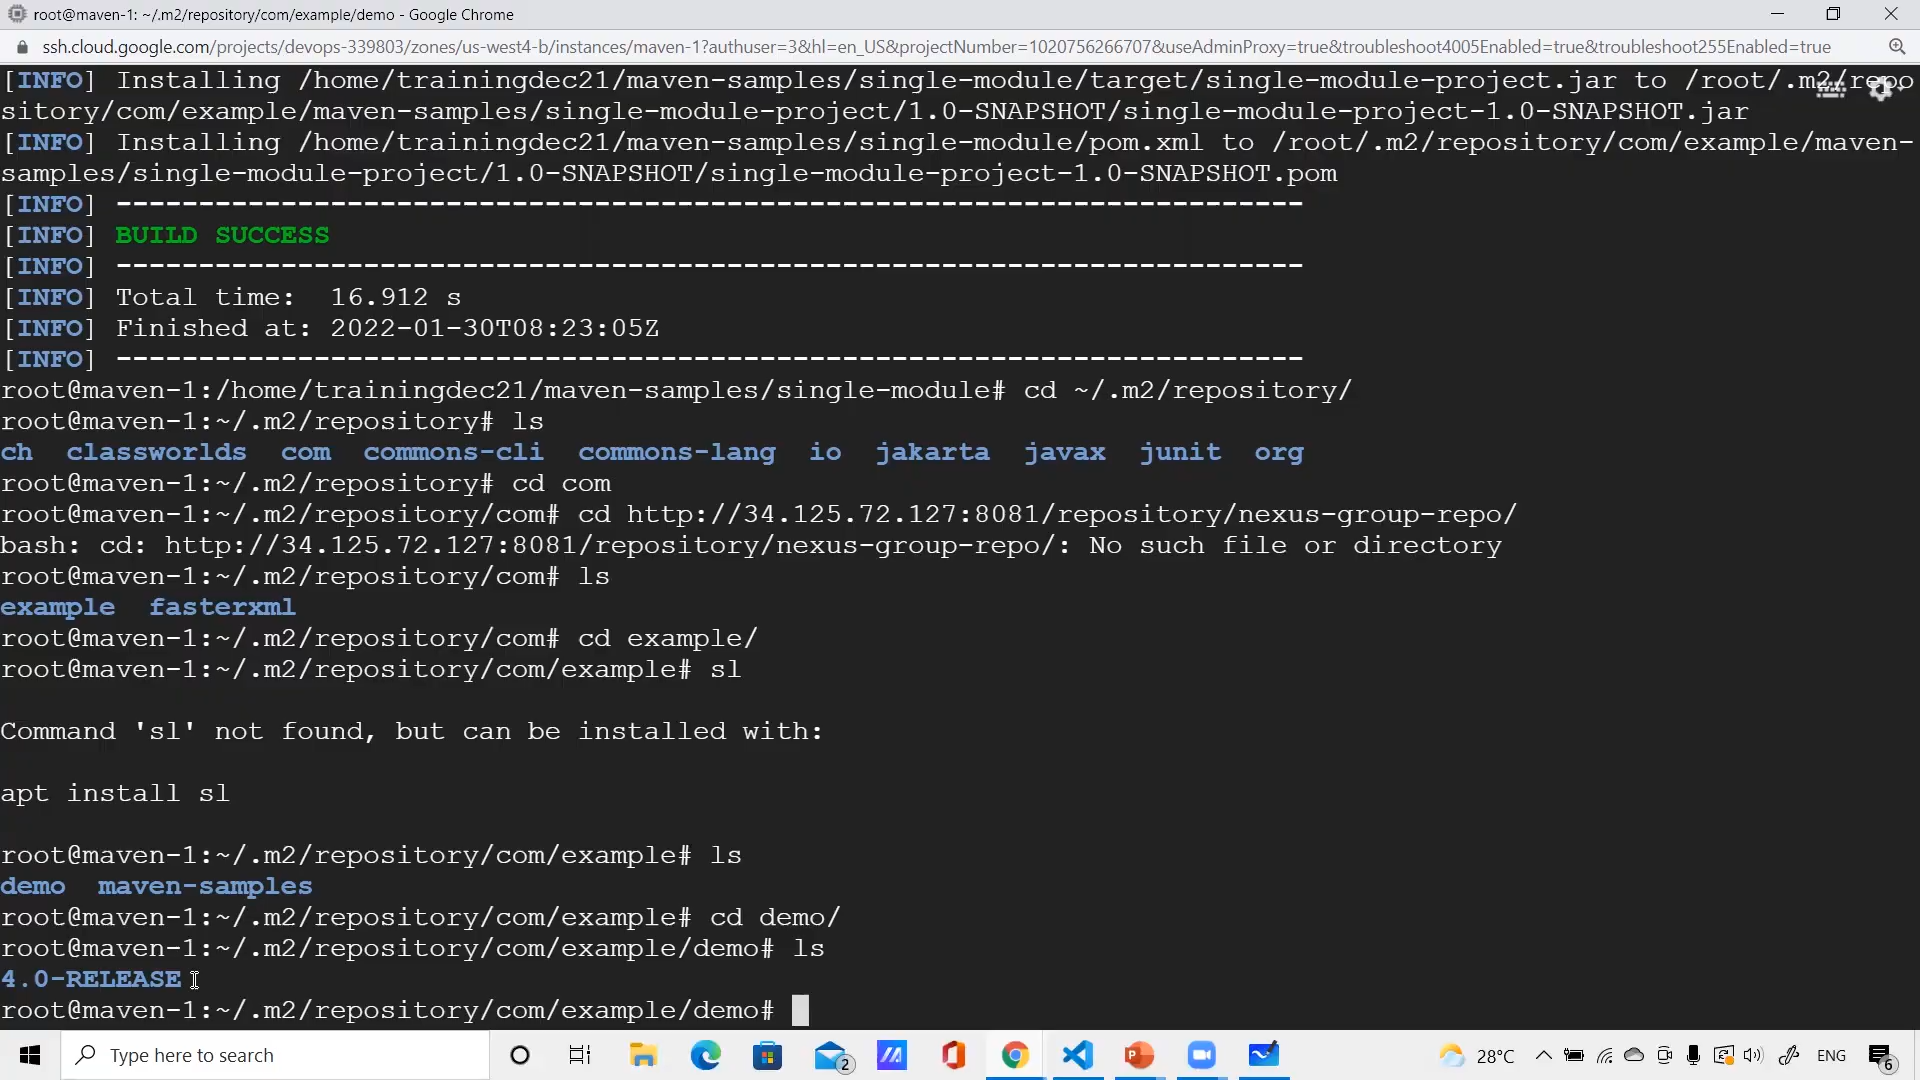 root@maven-1: ~/.m2/repository/com/example/demo - Google Chrome
ssh.cloud.google.com/projects/devops-339803/zones/us-west4-b/instances/maven-1?authuser=3&hl=en_US&projectNumber=1020756266707&useAdminProxy=true&troubleshoot4005Enabled=true&troubleshoot255Enabled=true
[INFO] Installing /home/trainingdec21/maven-samples/single-module/target/single-module-project.jar to /root/.m2/repo
sitory/com/example/maven-samples/single-module-project/1.0-SNAPSHOT/single-module-project-1.0-SNAPSHOT.jar
[INFO] Installing /home/trainingdec21/maven-samples/single-module/pom.xml to /root/.m2/repository/com/example/maven-
samples/single-module-project/1.0-SNAPSHOT/single-module-project-1.0-SNAPSHOT.pom
[INFO] ------------------------------------------------------------------------
[INFO] BUILD SUCCESS
[INFO] ------------------------------------------------------------------------
[INFO] Total time:  16.912 s
[INFO] Finished at: 2022-01-30T08:23:05Z
[INFO] ------------------------------------------------------------------------
root@maven-1:/home/trainingdec21/maven-samples/single-module# cd ~/.m2/repository/
root@maven-1:~/.m2/repository# ls
ch  classworlds  com  commons-cli  commons-lang  io  jakarta  javax  junit  org
root@maven-1:~/.m2/repository# cd com
root@maven-1:~/.m2/repository/com# cd http://34.125.72.127:8081/repository/nexus-group-repo/
bash: cd: http://34.125.72.127:8081/repository/nexus-group-repo/: No such file or directory
root@maven-1:~/.m2/repository/com# ls
example  fasterxml
root@maven-1:~/.m2/repository/com# cd example/
root@maven-1:~/.m2/repository/com/example# sl
Command 'sl' not found, but can be installed with:
apt install sl
root@maven-1:~/.m2/repository/com/example# ls
demo  maven-samples
root@maven-1:~/.m2/repository/com/example# cd demo/
root@maven-1:~/.m2/repository/com/example/demo# ls
4.0-RELEASE
root@maven-1:~/.m2/repository/com/example/demo#
Type here to search
2
28°C
ENG
6